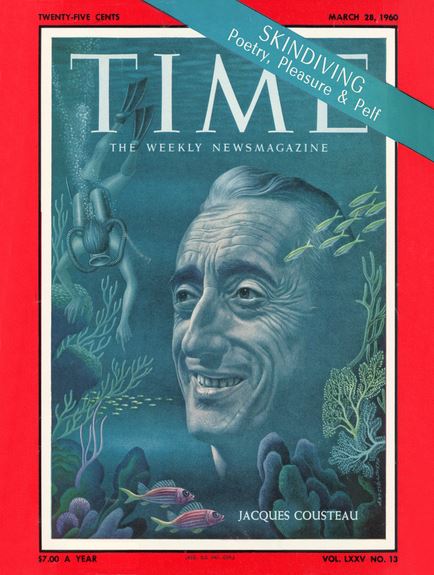 TWENTY-FIVE CENTS
MARCH 28, 1960
SKINDIVING
Poetry, Pleasure & Pelf
TIME
THE WEEKLY NEWSMAGAZINE
JACQUES COUSTEAU
$7.00 A YEAR
VOL. LXXV NO. 13